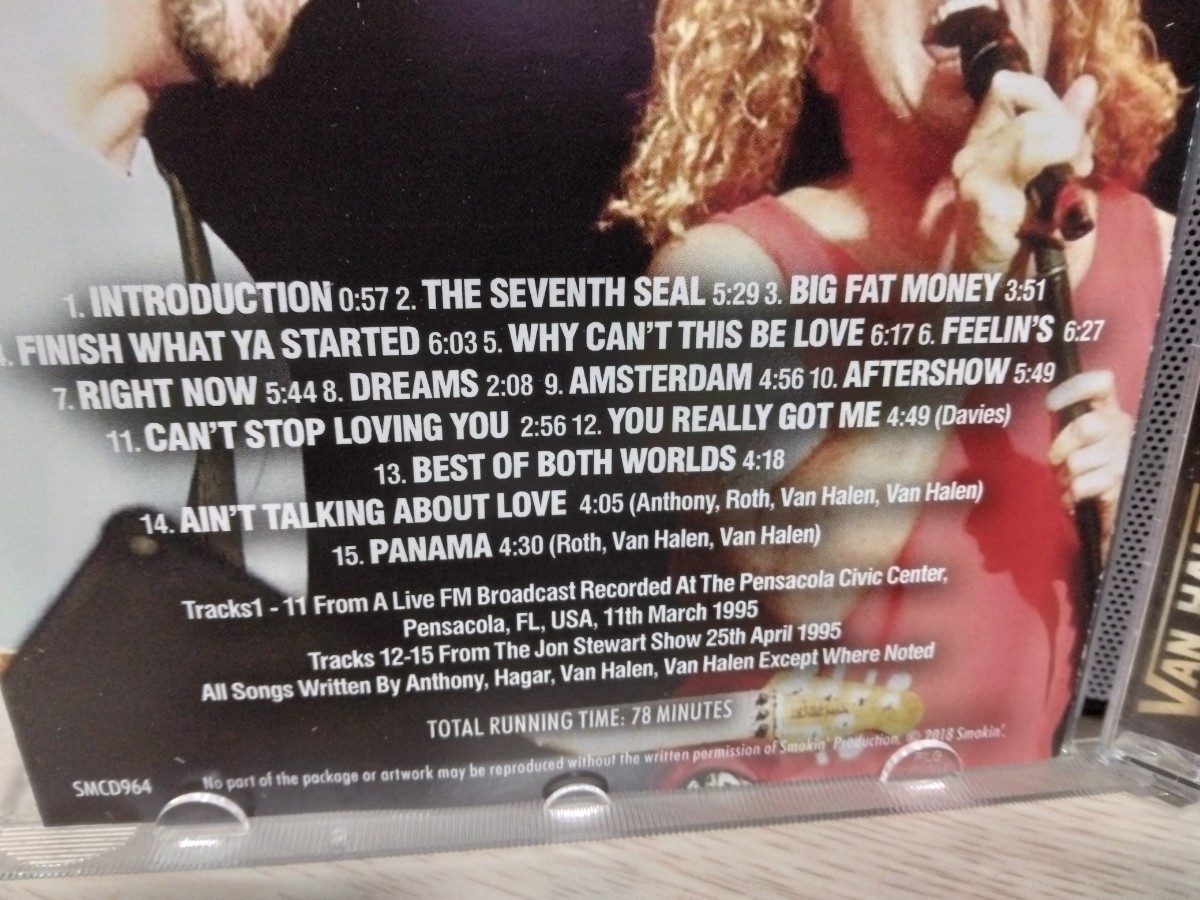 1. INTRODUCTION 0:57 2. THE SEVENTH SEAL 5:29 3. BIG FAT MONEY 3:51
. FINISH WHAT YA STARTED 6:03 5. WHY CAN'T THIS BE LOVE 6:17 6. FEELIN'S 6:27
7. RIGHT NOW 5:44 8. DREAMS 2:08 9. AMSTERDAM 4:56 10. AFTERSHOW 5:49
11. CAN'T STOP LOVING YOU 2:56 12. YOU REALLY GOT ME 4:49 (Davies)
13. BEST OF BOTH WORLDS 4:18
14. AIN'T TALKING ABOUT LOVE 4:05 (Anthony, Roth, Van Halen, Van Halen)
15. PANAMA 4:30 (Roth, Van Halen, Van Halen)
Tracks1 - 11 From A Live FM Broadcast Recorded At The Pensacola Civic Center,
Pensacola, FL, USA, 11th March 1995
Tracks 12-15 From The Jon Stewart Show 25th April 1995
All Songs Written By Anthony, Hagar, Van Halen, Van Halen Except Where Noted
TOTAL RUNNING TIME: 78 MINUTES
SMCD964
No part of the package or artwork may be reproduced without the written permission of Smokin' Production. © 2018 Smokin'.
VAN HA